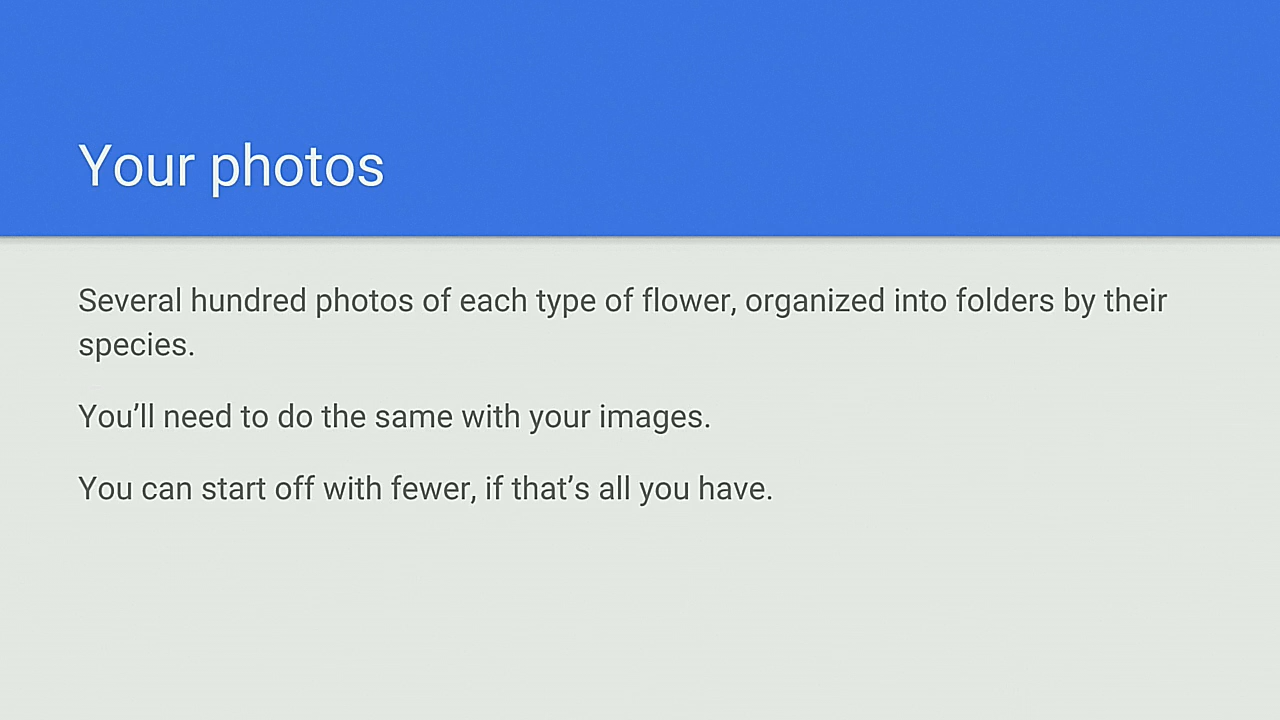 Your photos
Several hundred photos of each type of flower, organized into folders by their
species.
You’ll need to do the same with your images.
You can start off with fewer, if that’s all you have.